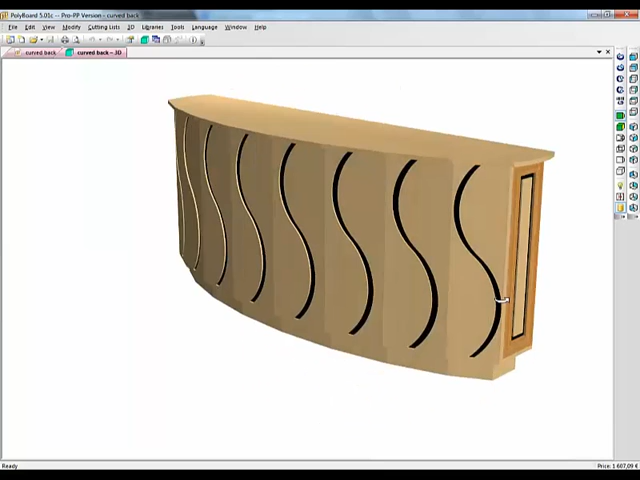 PolyBoard 5.01c -- Pro-PP Version - curved back
File Edit View Modify Cutting Lists 3D Libraries Tools Language Window Help
curved back curved back -- 3D
Ready Price: 1 607,09 €